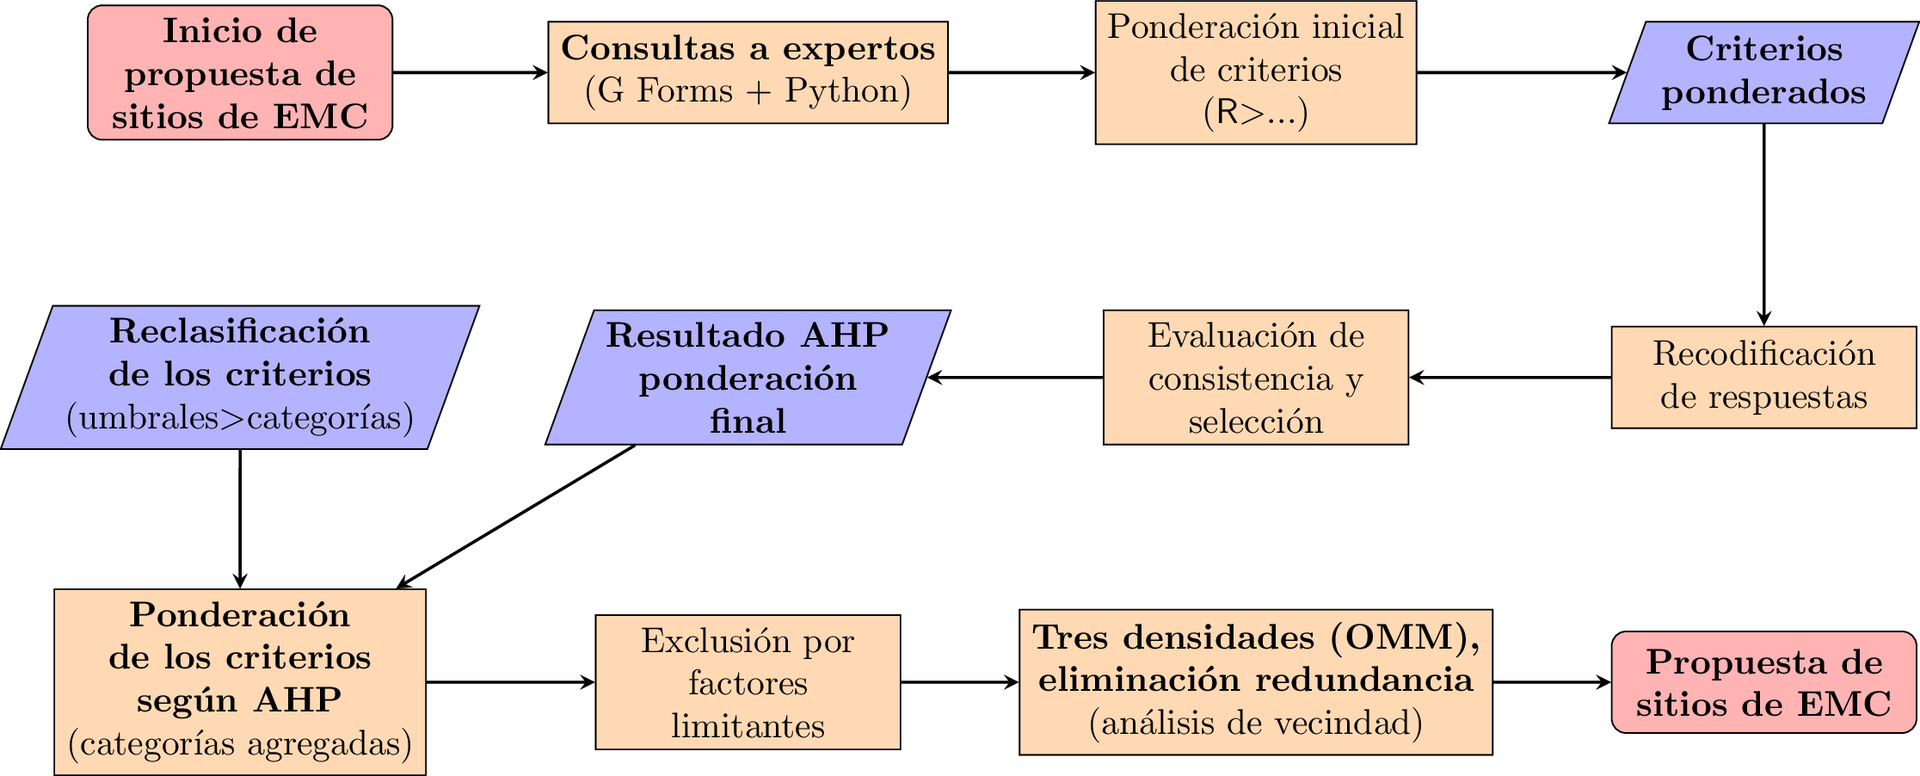 Inicio de
propuesta de
sitios de EMC
Consultas a expertos
(G Forms + Python)
Ponderación inicial
de criterios
(R>...)
Criterios
ponderados
Recodificación
de respuestas
Evaluación de
consistencia y
selección
Resultado AHP
ponderación
final
Reclasificación
de los criterios
(umbrales>categorías)
Ponderación
de los criterios
según AHP
(categorías agregadas)
Exclusión por
factores
limitantes
Tres densidades (OMM),
eliminación redundancia
(análisis de vecindad)
Propuesta de
sitios de EMC